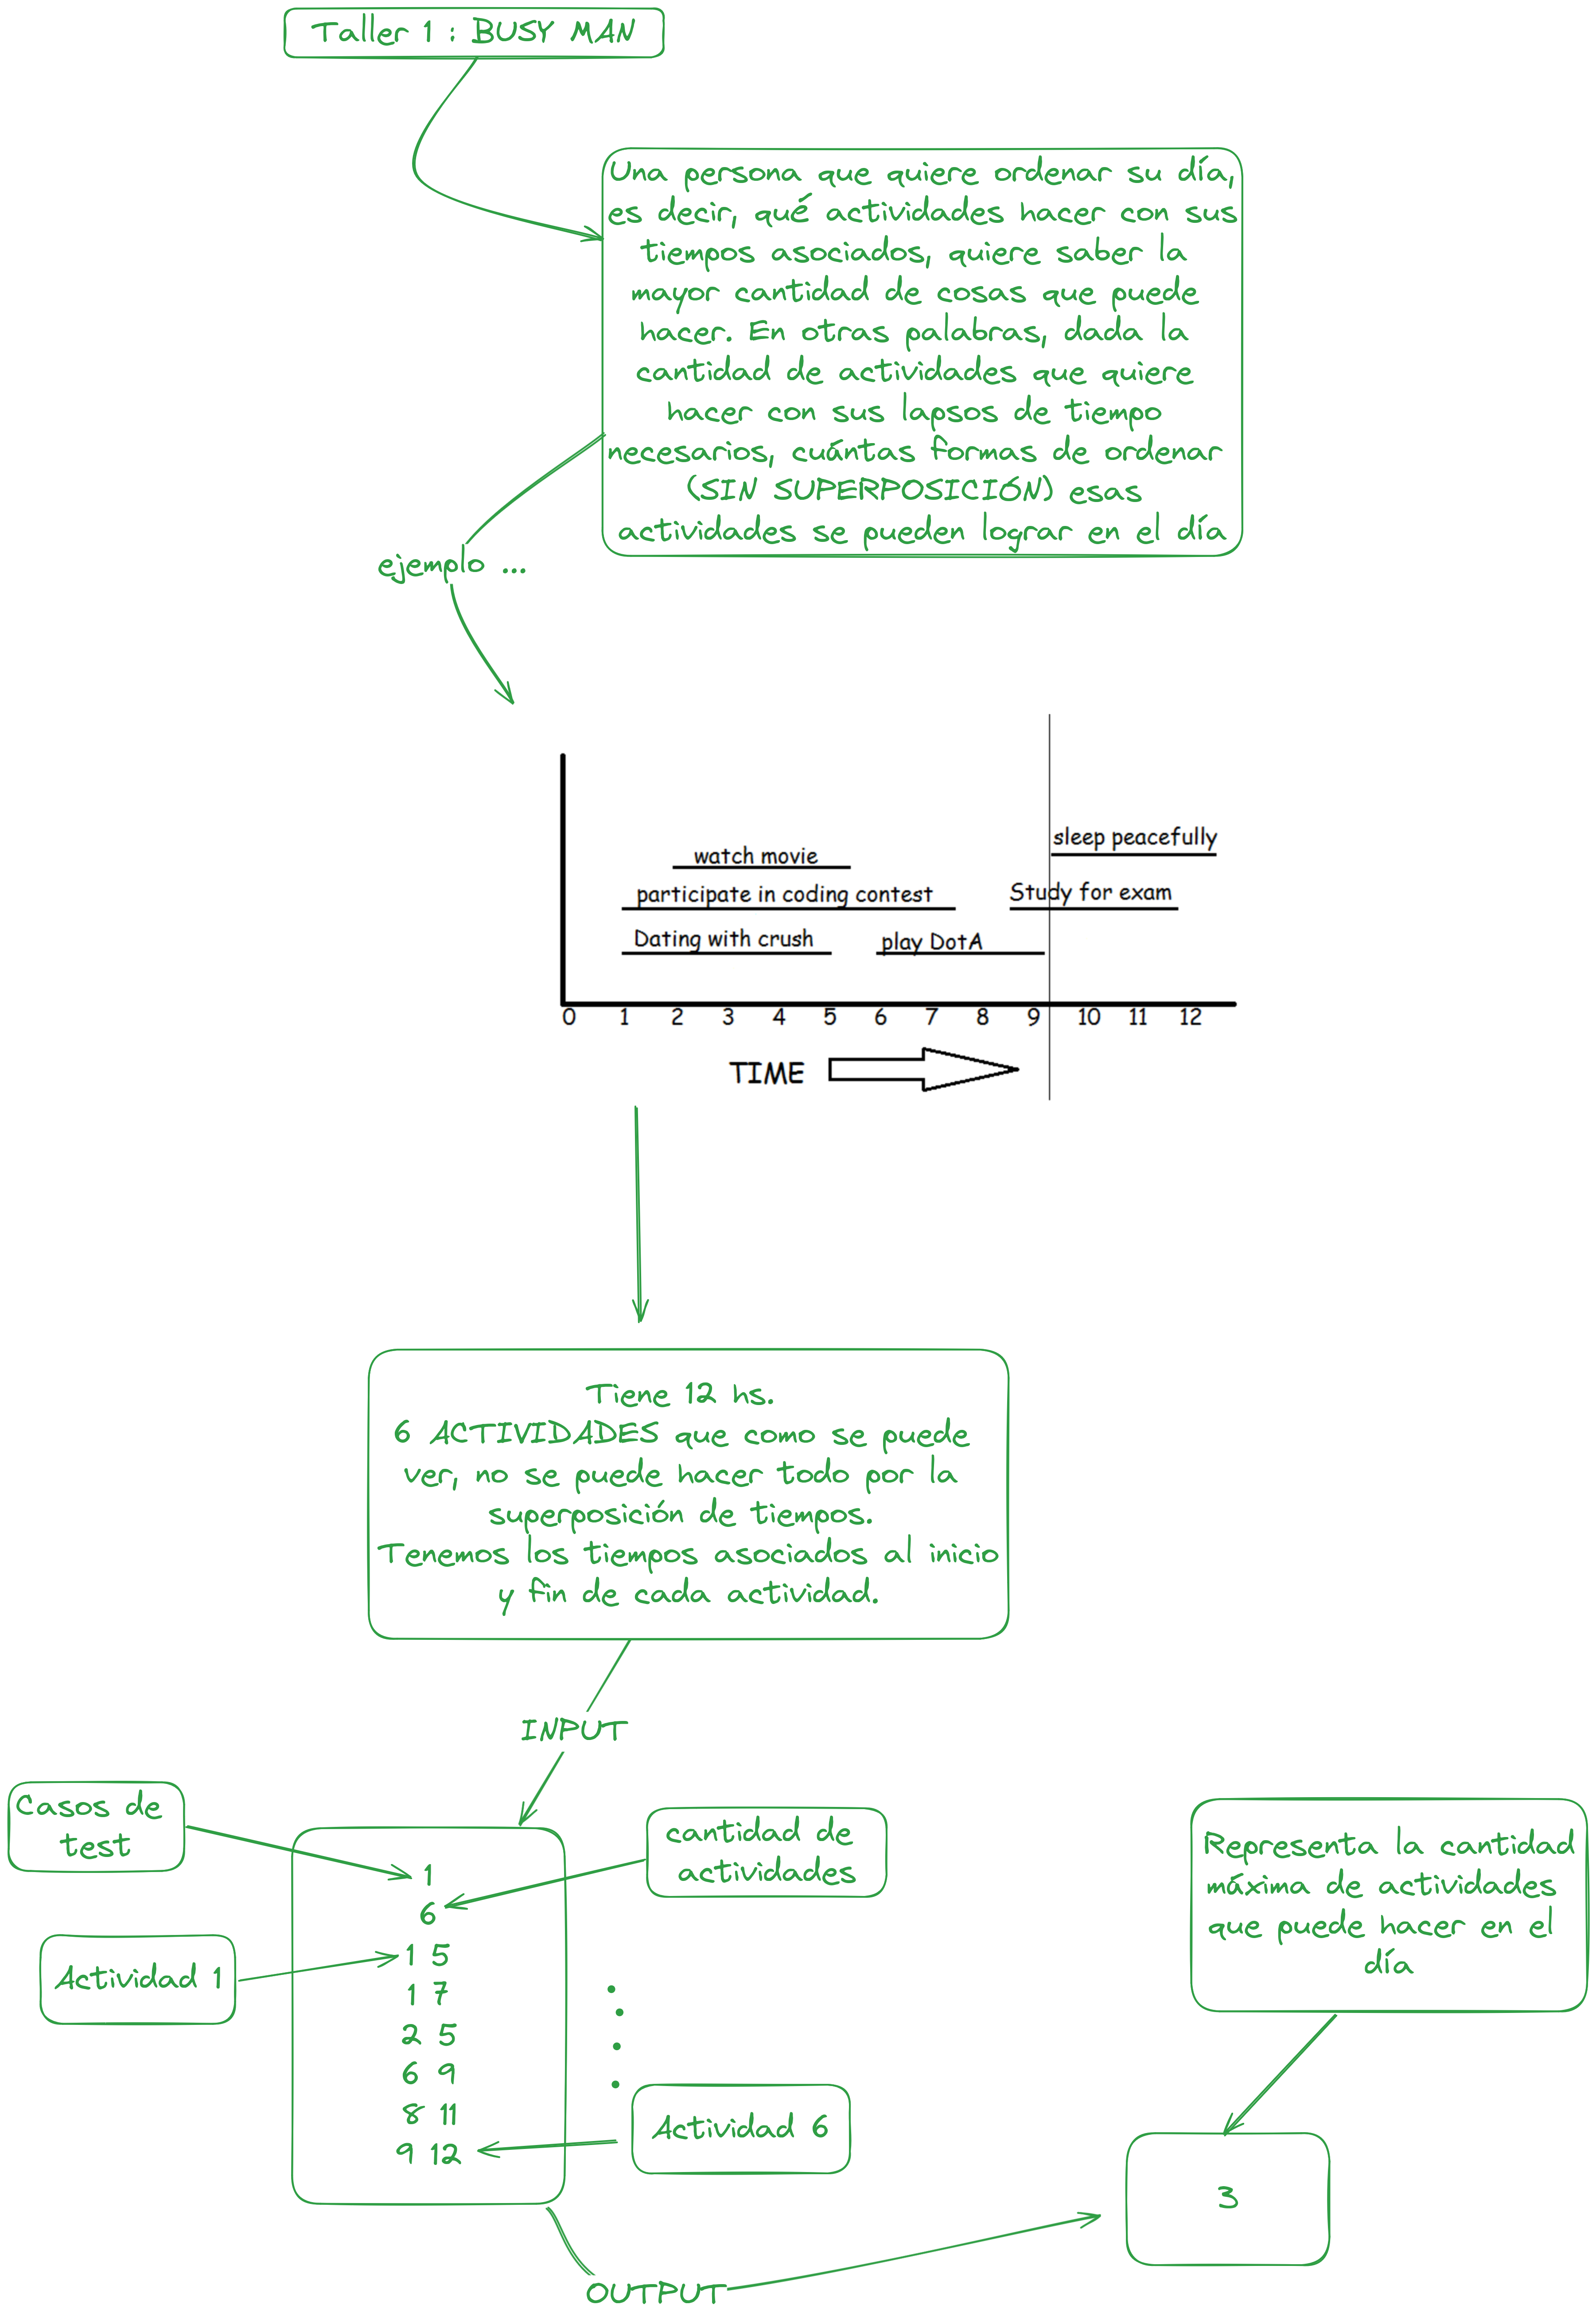 Taller 1 : BUSY MAN
Una persona que quiere ordenar su día,
es decir, qué actividades hacer con sus
tiempos asociados, quiere saber la
mayor cantidad de cosas que puede
hacer. En otras palabras, dada la
cantidad de actividades que quiere
hacer con sus lapsos de tiempo
necesarios, cuántas formas de ordenar
(SIN SUPERPOSICIÓN) esas
actividades se pueden lograr en el día
ejemplo ...
sleep peacefully
watch movie
participate in coding contest
Study for exam
Dating with crush
play DotA
0 1 2 3 4 5 6 7 8 9 10 11 12
TIME
Tiene 12 hs.
6 ACTIVIDADES que como se puede
ver, no se puede hacer todo por la
superposición de tiempos.
Tenemos los tiempos asociados al inicio
y fin de cada actividad.
INPUT
Casos de
test
cantidad de
actividades
Representa la cantidad
máxima de actividades
que puede hacer en el
día
1
6
1 5
1 7
2 5
6 9
8 11
9 12
Actividad 1
Actividad 6
3
OUTPUT